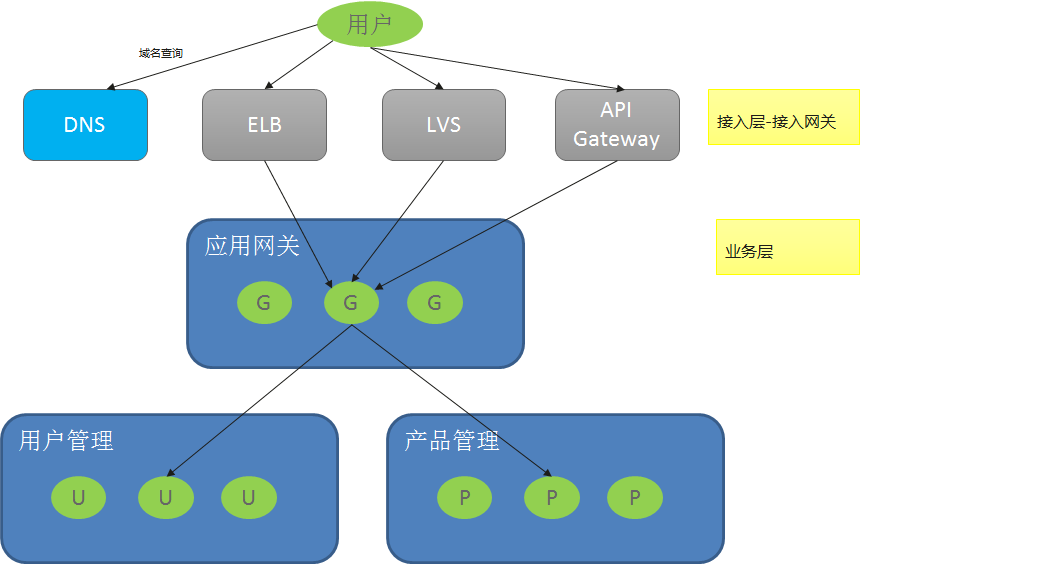 用户
域名查询
DNS
ELB
LVS
API
Gateway
接入层-接入网关
应用网关
业务层
G
G
G
用户管理
产品管理
U
U
U
P
P
P